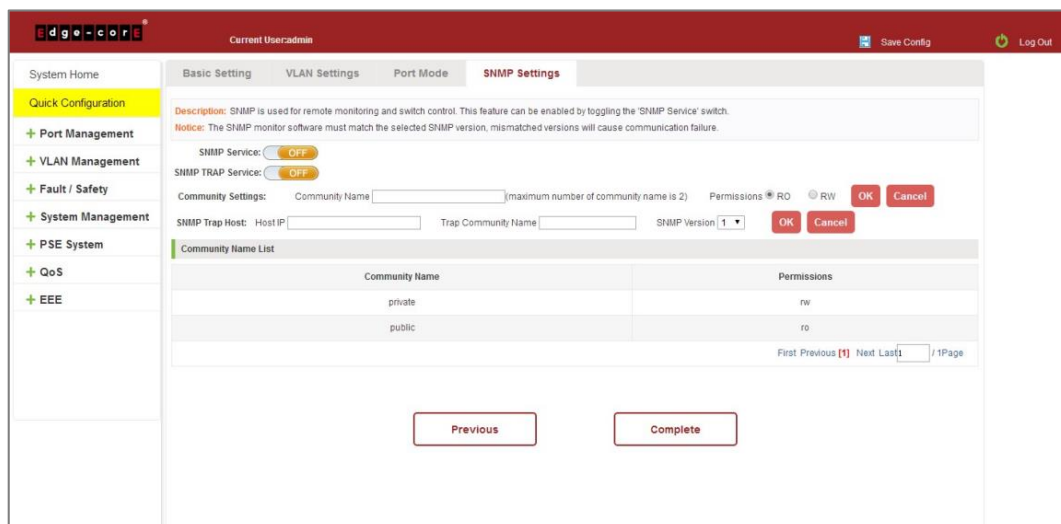 Edge-corE®
Current User:admin
Save Config
Log Out
System Home
Quick Configuration
+ Port Management
+ VLAN Management
+ Fault / Safety
+ System Management
+ PSE System
+ QoS
+ EEE
Basic Setting VLAN Settings Port Mode SNMP Settings
Description: SNMP is used for remote monitoring and switch control. This feature can be enabled by toggling the 'SNMP Service' switch.
Notice: The SNMP monitor software must match the selected SNMP version, mismatched versions will cause communication failure.
SNMP Service: OFF
SNMP TRAP Service: OFF
Community Settings: Community Name (maximum number of community name is 2) Permissions RO RW OK Cancel
SNMP Trap Host: Host IP Trap Community Name SNMP Version 1 OK Cancel
Community Name List
Community Name Permissions
private rw
public ro
First Previous [1] Next Last 1 / 1Page
Previous Complete